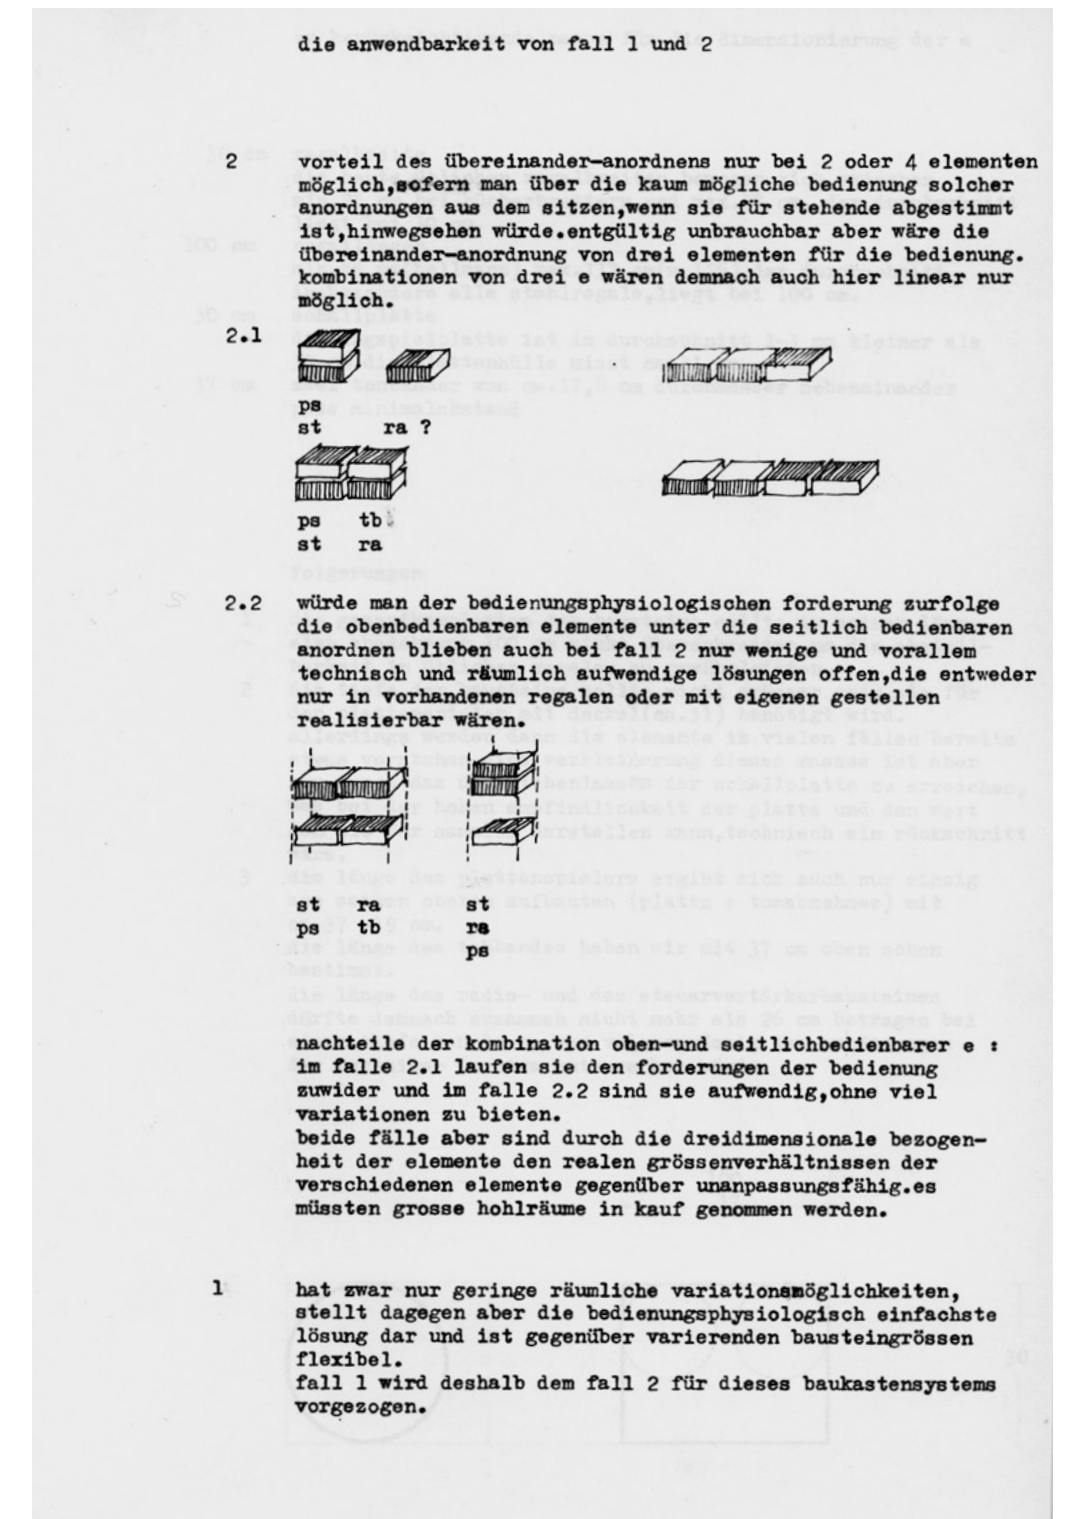 die anwendbarkeit von fall 1 und 2
2 vorteil des übereinander-anordnens nur bei 2 oder 4 elementen
möglich,sofern man über die kaum mögliche bedienung solcher
anordnungen aus dem sitzen,wenn sie für stehende abgestimmt
ist,hinwegsehen würde.entgültig unbrauchbar aber wäre die
übereinander-anordnung von drei elementen für die bedienung.
kombinationen von drei e wären demnach auch hier linear nur
möglich.
2.1
ps
st ra ?
ps tb
st ra
2.2 würde man der bedienungsphysiologischen forderung zurfolge
die obenbedienbaren elemente unter die seitlich bedienbaren
anordnen blieben auch bei fall 2 nur wenige und vorallem
technisch und räumlich aufwendige lösungen offen,die entweder
nur in vorhandenen regalen oder mit eigenen gestellen
realisierbar wären.
st ra st
ps tb ra
ps
nachteile der kombination oben-und seitlichbedienbarer e :
im falle 2.1 laufen sie den forderungen der bedienung
zuwider und im falle 2.2 sind sie aufwendig,ohne viel
variationen zu bieten.
beide fälle aber sind durch die dreidimensionale bezogen-
heit der elemente den realen grössenverhältnissen der
verschiedenen elemente gegenüber unanpassungsfähig.es
müssten grosse hohlräume in kauf genommen werden.
1 hat zwar nur geringe räumliche variationsmöglichkeiten,
stellt dagegen aber die bedienungsphysiologisch einfachste
lösung dar und ist gegenüber varierenden bausteingrössen
flexibel.
fall 1 wird deshalb dem fall 2 für dieses baukastensystems
vorgezogen.